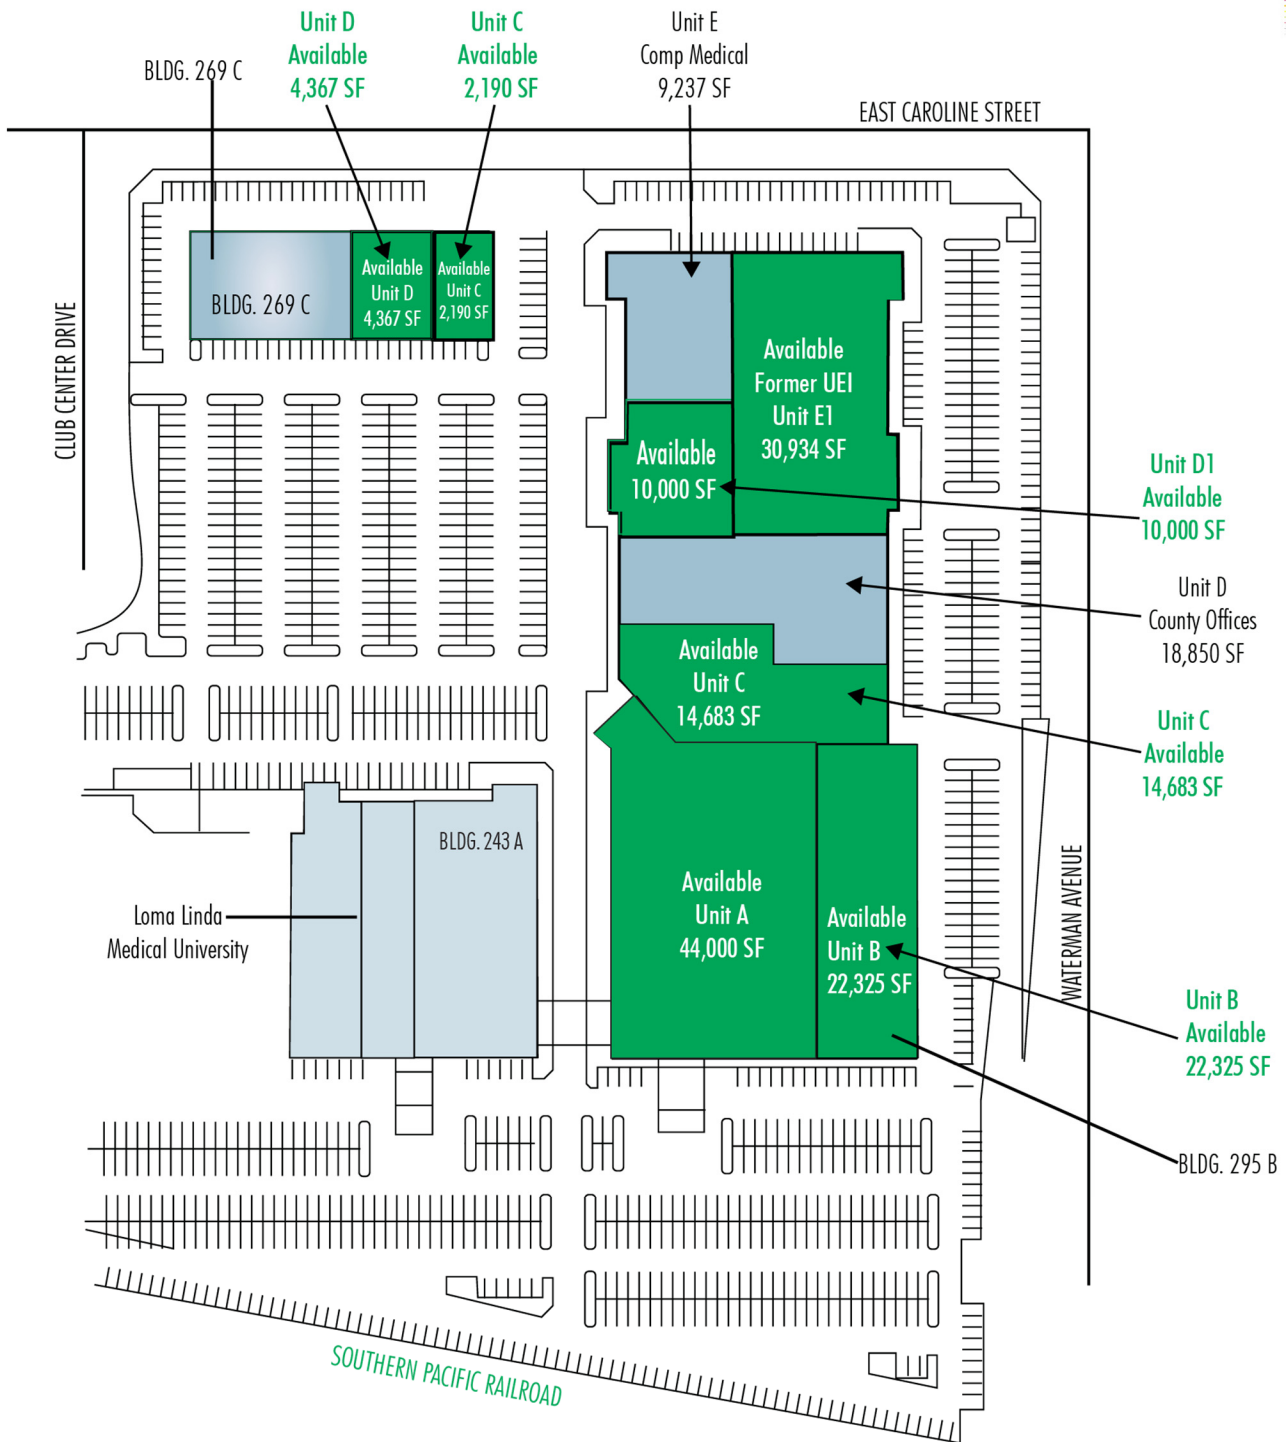 Unit D
Available
4,367 SF
Unit C
Available
2,190 SF
Unit E
Comp Medical
9,237 SF
BLDG. 269 C
EAST CAROLINE STREET
CLUB CENTER DRIVE
BLDG. 269 C
Available
Unit D
4,367 SF
Available
Unit C
2,190 SF
Available
Former UEI
Unit E1
30,934 SF
Available
10,000 SF
Unit D1
Available
10,000 SF
Unit D
County Offices
18,850 SF
Available
Unit C
14,683 SF
Unit C
Available
14,683 SF
BLDG. 243 A
Loma Linda
Medical University
Available
Unit A
44,000 SF
Available
Unit B
22,325 SF
WATERMAN AVENUE
Unit B
Available
22,325 SF
BLDG. 295 B
SOUTHERN PACIFIC RAILROAD